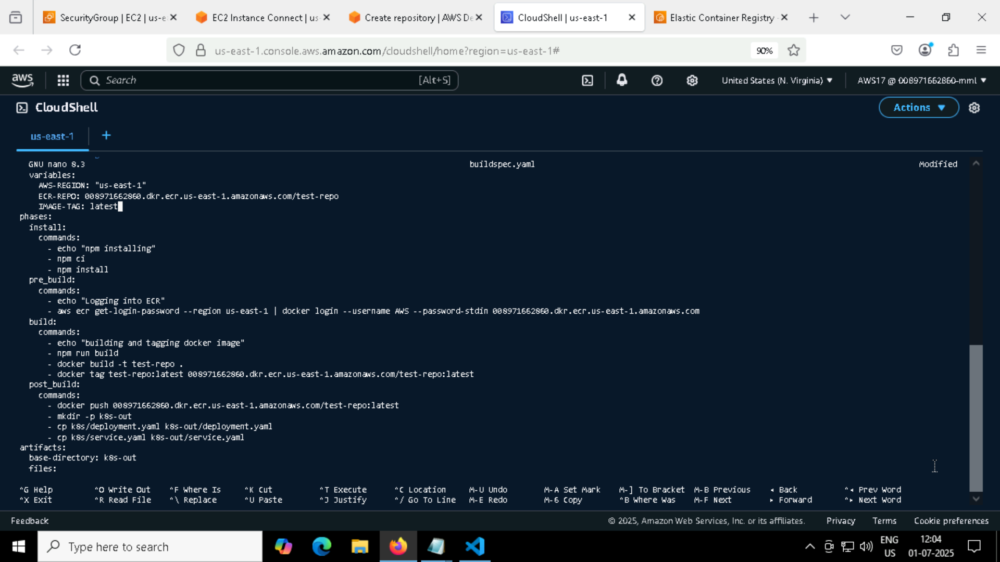 SecurityGroup | EC2 | us-e
EC2 Instance Connect | us-
Create repository | AWS De
CloudShell | us-east-1
Elastic Container Registry -
us-east-1.console.aws.amazon.com/cloudshell/home?region=us-east-1#
90%
aws
Search
[Alt+S]
United States (N. Virginia) ▼
AWS17 @ 008971662860-mml ▼
CloudShell
Actions ▼
us-east-1
+
GNU nano 8.3 buildspec.yaml Modified
variables:
AWS-REGION: "us-east-1"
ECR-REPO: 008971662860.dkr.ecr.us-east-1.amazonaws.com/test-repo
IMAGE-TAG: latest
phases:
install:
commands:
- echo "npm installing"
- npm ci
- npm install
pre_build:
commands:
- echo "Logging into ECR"
- aws ecr get-login-password --region us-east-1 | docker login --username AWS --password-stdin 008971662860.dkr.ecr.us-east-1.amazonaws.com
build:
commands:
- echo "building and tagging docker image"
- npm run build
- docker build -t test-repo .
- docker tag test-repo:latest 008971662860.dkr.ecr.us-east-1.amazonaws.com/test-repo:latest
post_build:
commands:
- docker push 008971662860.dkr.ecr.us-east-1.amazonaws.com/test-repo:latest
- mkdir -p k8s-out
- cp k8s/deployment.yaml k8s-out/deployment.yaml
- cp k8s/service.yaml k8s-out/service.yaml
artifacts:
base-directory: k8s-out
files:
^G Help ^O Write Out ^F Where Is ^K Cut ^T Execute ^C Location M-U Undo M-A Set Mark M-] To Bracket M-B Previous ◂ Back ^◂ Prev Word
^X Exit ^R Read File ^\ Replace ^U Paste ^J Justify ^/ Go To Line M-E Redo M-6 Copy ^B Where Was M-F Next ▸ Forward ^▸ Next Word
Feedback
© 2025, Amazon Web Services, Inc. or its affiliates.
Privacy
Terms
Cookie preferences
Type here to search
ENG
US
12:04
01-07-2025